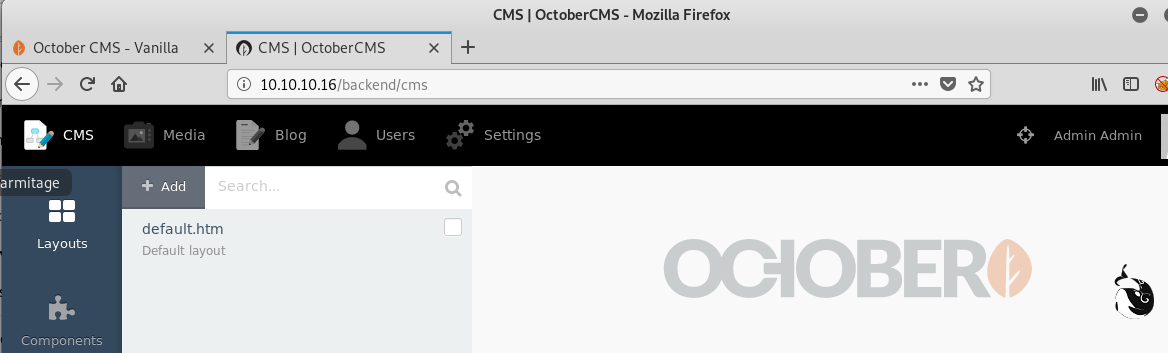 CMS | OctoberCMS - Mozilla Firefox
October CMS - Vanilla
CMS | OctoberCMS
10.10.10.16/backend/cms
CMS
Media
Blog
Users
Settings
Admin Admin
armitage
Add
Search...
Layouts
default.htm
Default layout
OCTOBER
Components